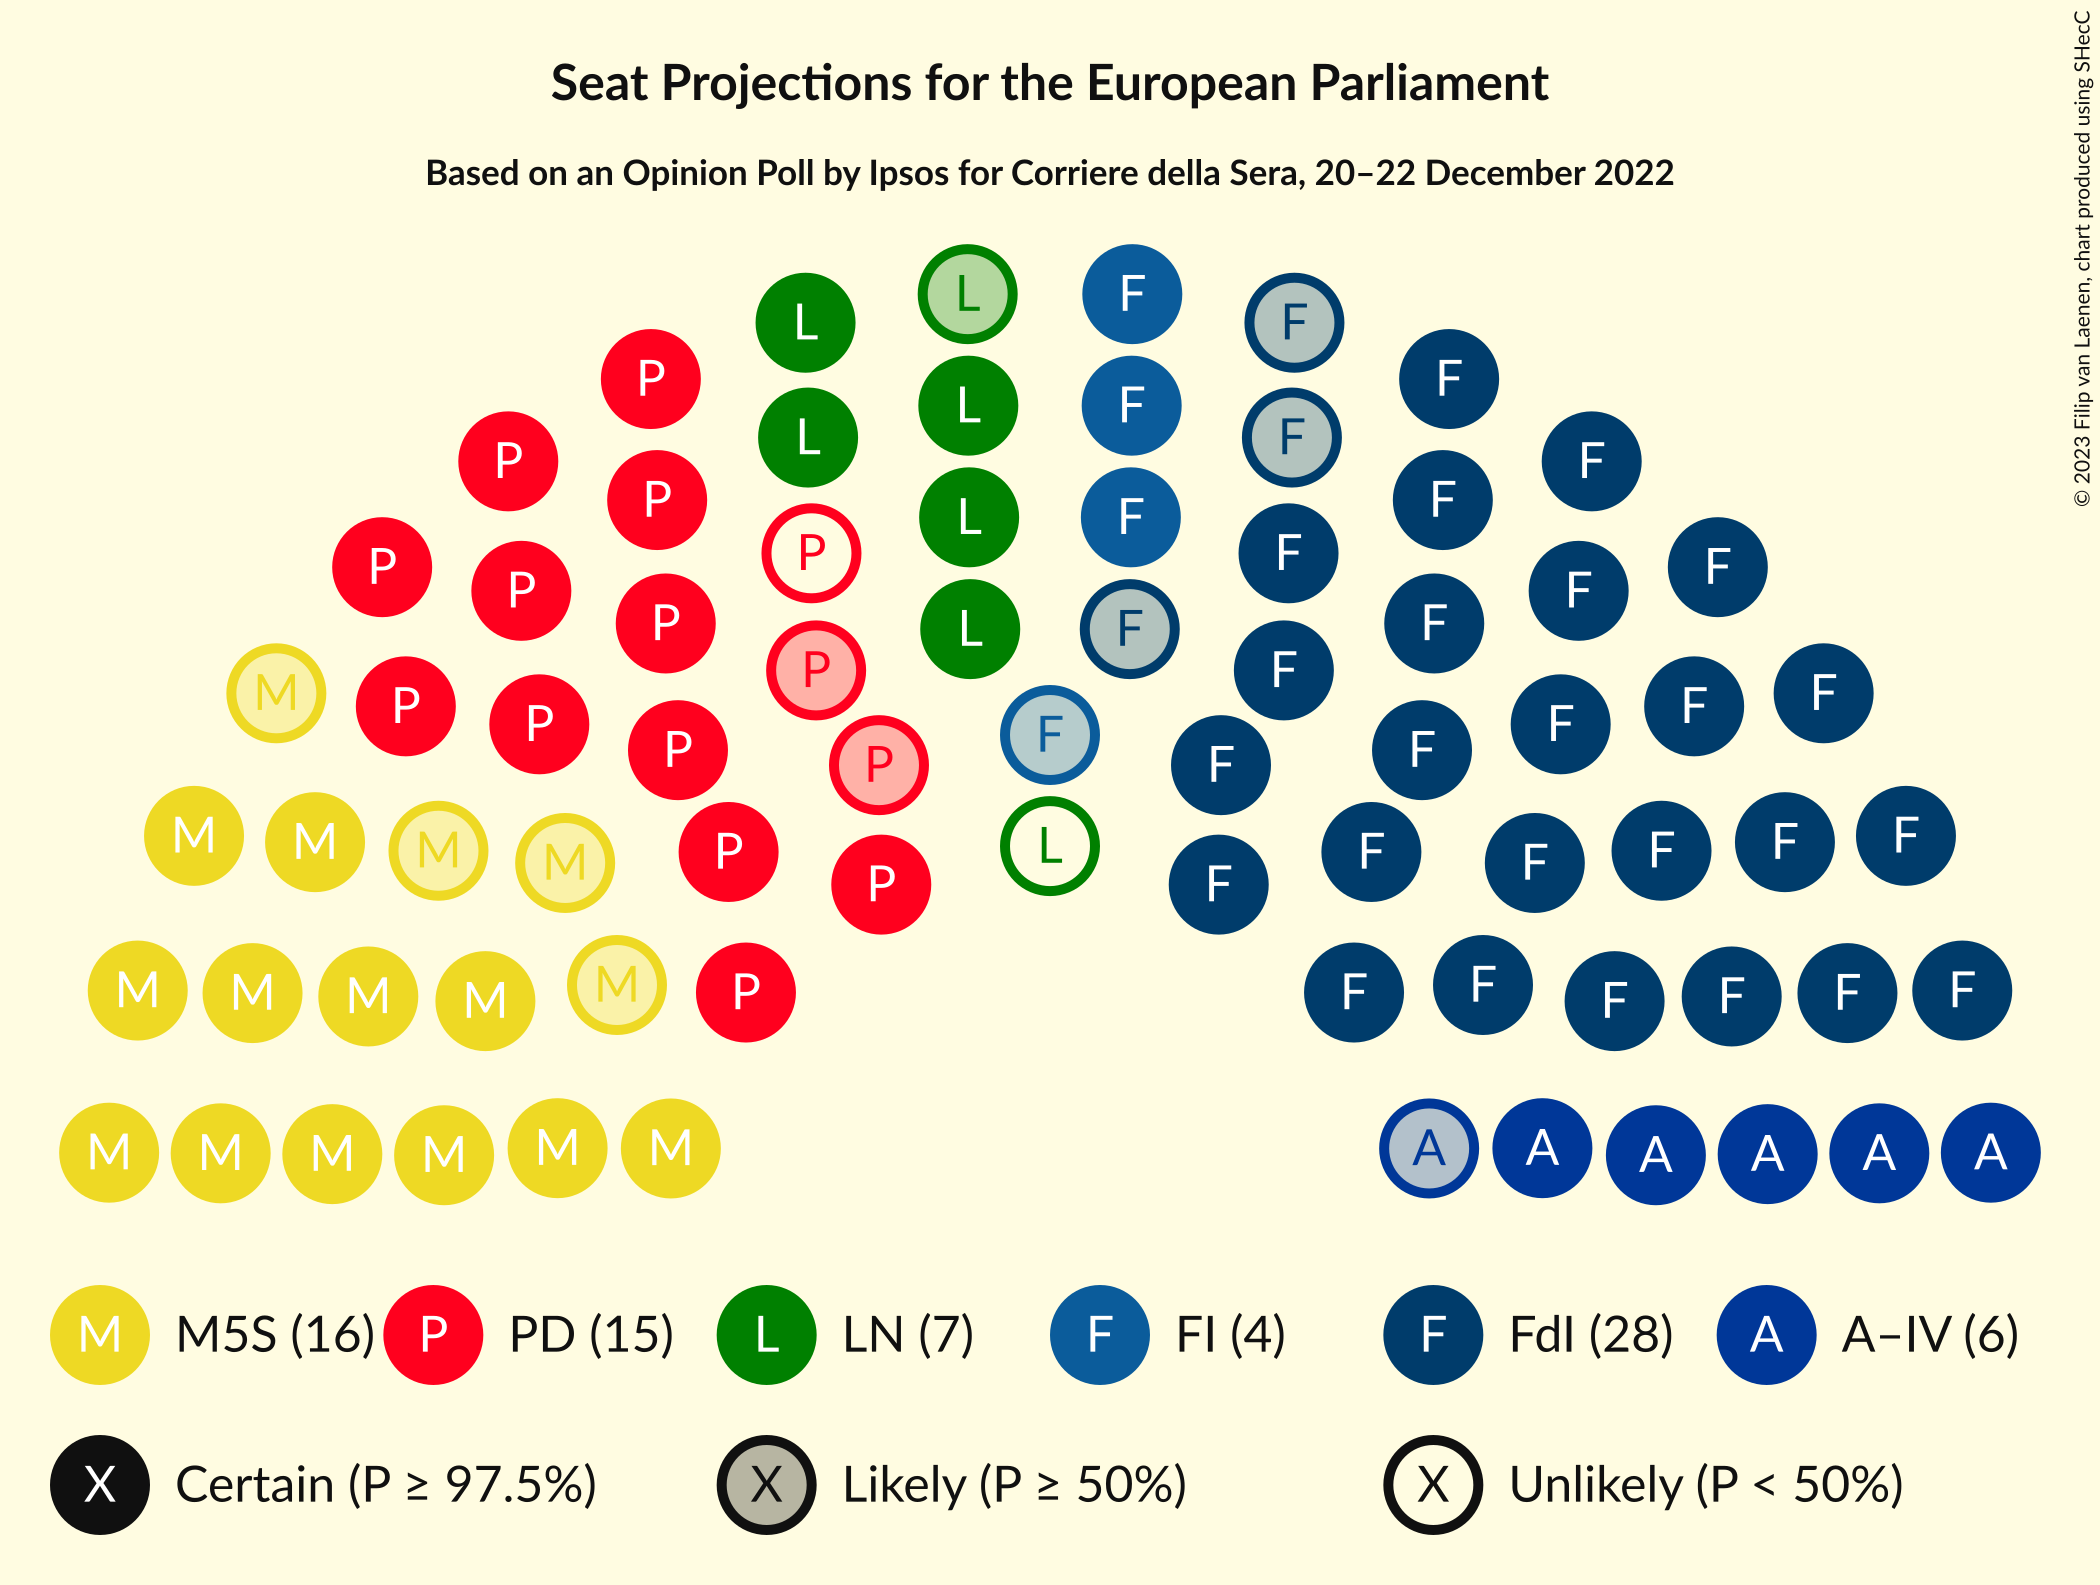 Seat Projections for the European Parliament
Based on an Opinion Poll by Ipsos for Corriere della Sera, 20–22 December 2022
© 2023 Filip van Laenen, chart produced using SHecC
L F
L F
P F
L F
P F
L F
P F
P F
L F
P F
P F
P F
P F
L F
P F
P F
M F
P F
P F
F
P F
P F
M M M M P P L F F F F F F
M M M M M P F F F F F F
M M M M M M A A A A A A
M M5S (16) P PD (15) L LN (7) F FI (4) F FdI (28) A A–IV (6)
X Certain (P ≥ 97.5%) X Likely (P ≥ 50%) X Unlikely (P < 50%)